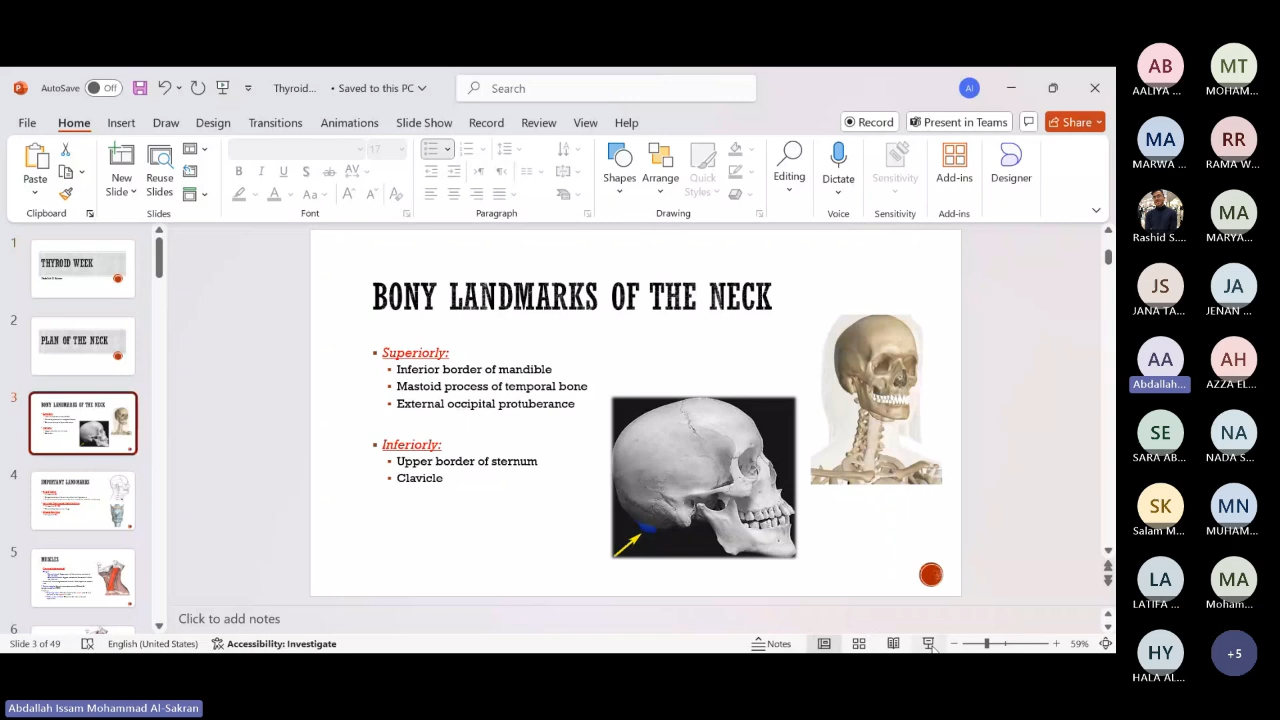 AutoSave Off Thyroid... • Saved to this PC Search AI
File Home Insert Draw Design Transitions Animations Slide Show Record Review View Help Record Present in Teams Share
17
Paste New Slide Reuse Slides B I U S ab AV Aa A A A Shapes Arrange Quick Styles Editing Dictate Sensitivity Add-ins Designer
Clipboard Slides Font Paragraph Drawing Voice Sensitivity Add-ins
1
THYROID WEEK
2
PLAN OF THE NECK
3
BONY LANDMARKS OF THE NECK
4
IMPORTANT LANDMARKS
5
MUSCLES
6
BONY LANDMARKS OF THE NECK
▪ Superiorly:
▪ Inferior border of mandible
▪ Mastoid process of temporal bone
▪ External occipital protuberance
▪ Inferiorly:
▪ Upper border of sternum
▪ Clavicle
Click to add notes
Slide 3 of 49 English (United States) Accessibility: Investigate Notes 59%
Abdallah Issam Mohammad Al-Sakran
AB MT
AALIYA ... MOHAM...
MA RR
MARWA ... RAMA W...
MA
Rashid S.... MARYA...
JS JA
JANA TA... JENAN ...
AA AH
Abdallah... AZZA EL...
SE NA
SARA AB... NADA S...
SK MN
Salam M... MUHAM...
LA MA
LATIFA ... Moham...
HY +5
HALA AL...